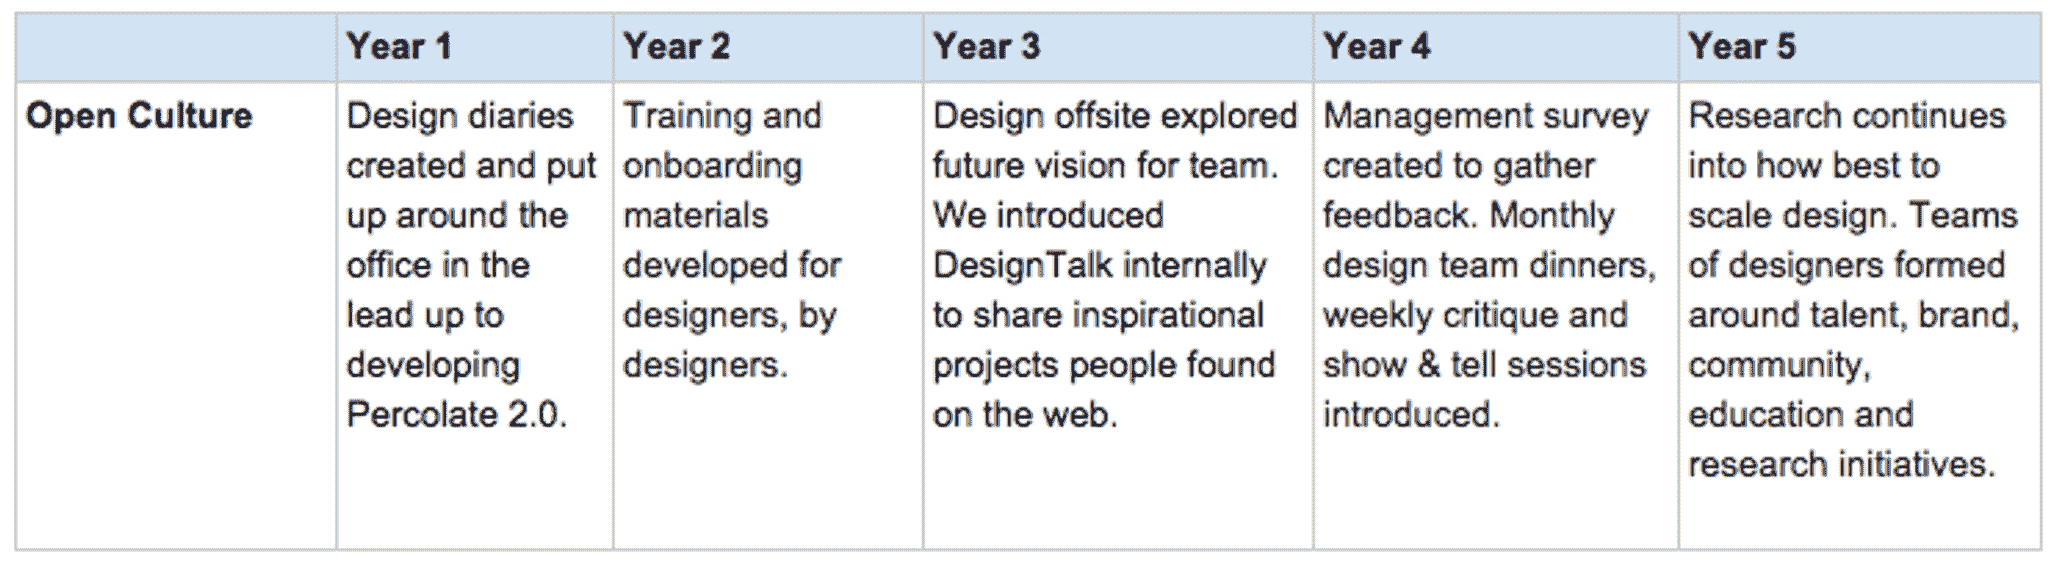 Year 1
Year 2
Year 3
Year 4
Year 5
Open Culture
Design diaries
created and put
up around the
office in the
lead up to
developing
Percolate 2.0.
Training and
onboarding
materials
developed for
designers, by
designers.
Design offsite explored
future vision for team.
We introduced
DesignTalk internally
to share inspirational
projects people found
on the web.
Management survey
created to gather
feedback. Monthly
design team dinners,
weekly critique and
show & tell sessions
introduced.
Research continues
into how best to
scale design. Teams
of designers formed
around talent, brand,
community,
education and
research initiatives.